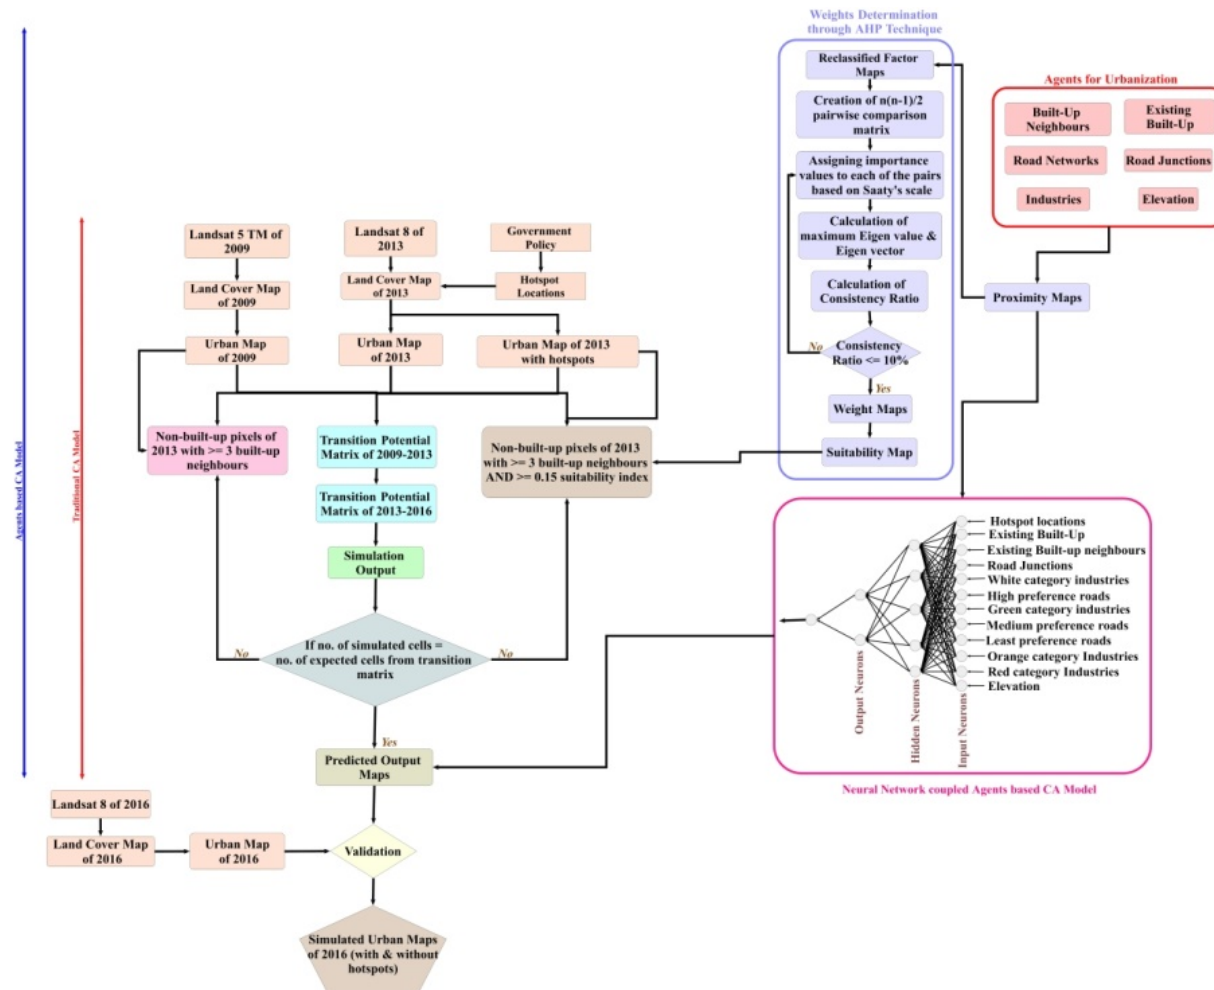 Weights Determination
through AHP Technique
Reclassified Factor
Maps
Creation of n(n-1)/2
pairwise comparison
matrix
Assigning importance
values to each of the pairs
based on Saaty's scale
Calculation of
maximum Eigen value &
Eigen vector
Calculation of
Consistency Ratio
Consistency
Ratio <= 10%
No
Yes
Weight Maps
Suitability Map
Agents for Urbanization
Built-Up
Neighbours
Existing
Built-Up
Road Networks
Road Junctions
Industries
Elevation
Proximity Maps
Agents based CA Model
Traditional CA Model
Landsat 5 TM of
2009
Land Cover Map
of 2009
Urban Map
of 2009
Landsat 8 of
2013
Land Cover Map
of 2013
Urban Map
of 2013
Government
Policy
Hotspot
Locations
Urban Map of 2013
with hotspots
Non-built-up pixels of
2013 with >= 3 built-up
neighbours
Transition Potential
Matrix of 2009-2013
Transition Potential
Matrix of 2013-2016
Non-built-up pixels of 2013
with >= 3 built-up neighbours
AND >= 0.15 suitability index
Simulation
Output
If no. of simulated cells =
no. of expected cells from transition
matrix
No
No
Yes
Predicted Output
Maps
Landsat 8 of 2016
Land Cover Map
of 2016
Urban Map
of 2016
Validation
Simulated Urban Maps
of 2016 (with & without
hotspots)
Hotspot locations
Existing Built-Up
Existing Built-up neighbours
Road Junctions
White category industries
High preference roads
Green category industries
Medium preference roads
Least preference roads
Orange category Industries
Red category Industries
Elevation
Output Neurons
Hidden Neurons
Input Neurons
Neural Network coupled Agents based CA Model